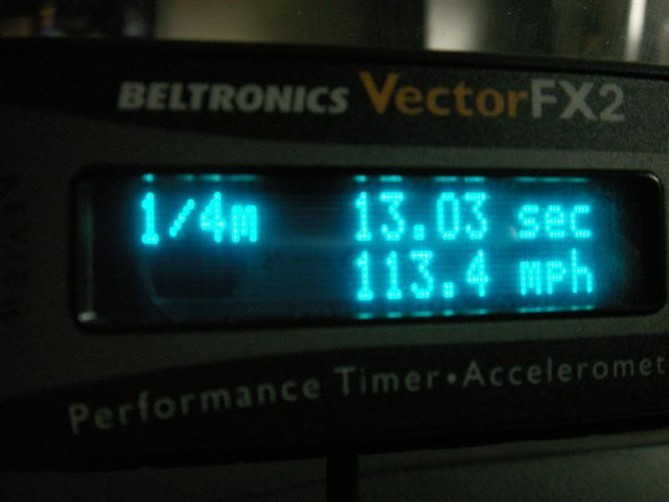 BELTRONICS VectorFX2
1/4m 13.03 sec
113.4 mph
Performance Timer•Acceleromet